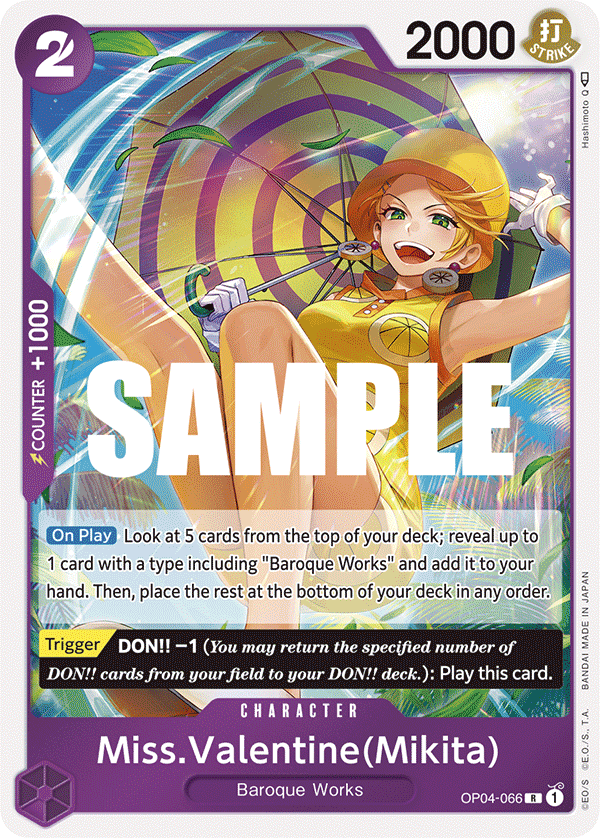 2
2000
打
STRIKE
Hashimoto Q
COUNTER +1000
SAMPLE
On Play Look at 5 cards from the top of your deck; reveal up to
1 card with a type including "Baroque Works" and add it to your
hand. Then, place the rest at the bottom of your deck in any order.
Trigger DON!! −1 (You may return the specified number of
DON!! cards from your field to your DON!! deck.): Play this card.
BANDAI MADE IN JAPAN
©E.O./S., T.A.
©EO/S
CHARACTER
Miss.Valentine(Mikita)
Baroque Works
OP04-066 R 1